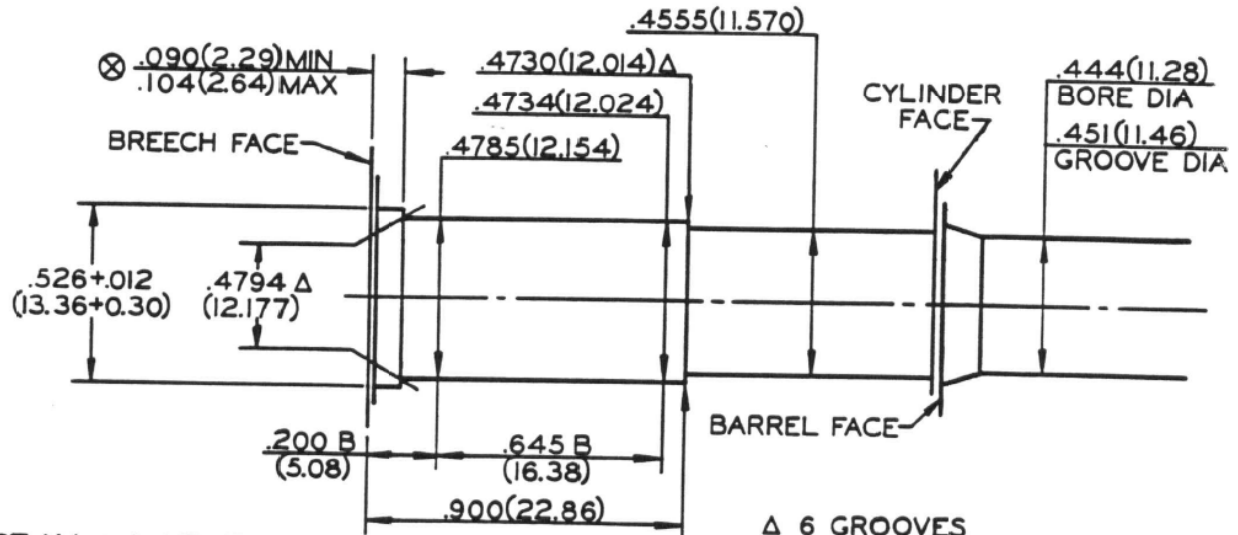 .4555(11.570)
⊗ .090(2.29)MIN
.104(2.64)MAX
.4730(12.014)Δ
.4734(12.024)
.4785(12.154)
BREECH FACE
CYLINDER
FACE
.444(11.28)
BORE DIA
.451(11.46)
GROOVE DIA
.526+.012
(13.36+0.30)
.4794 Δ
(12.177)
BARREL FACE
.200 B
(5.08)
.645 B
(16.38)
.900(22.86)
Δ 6 GROOVES